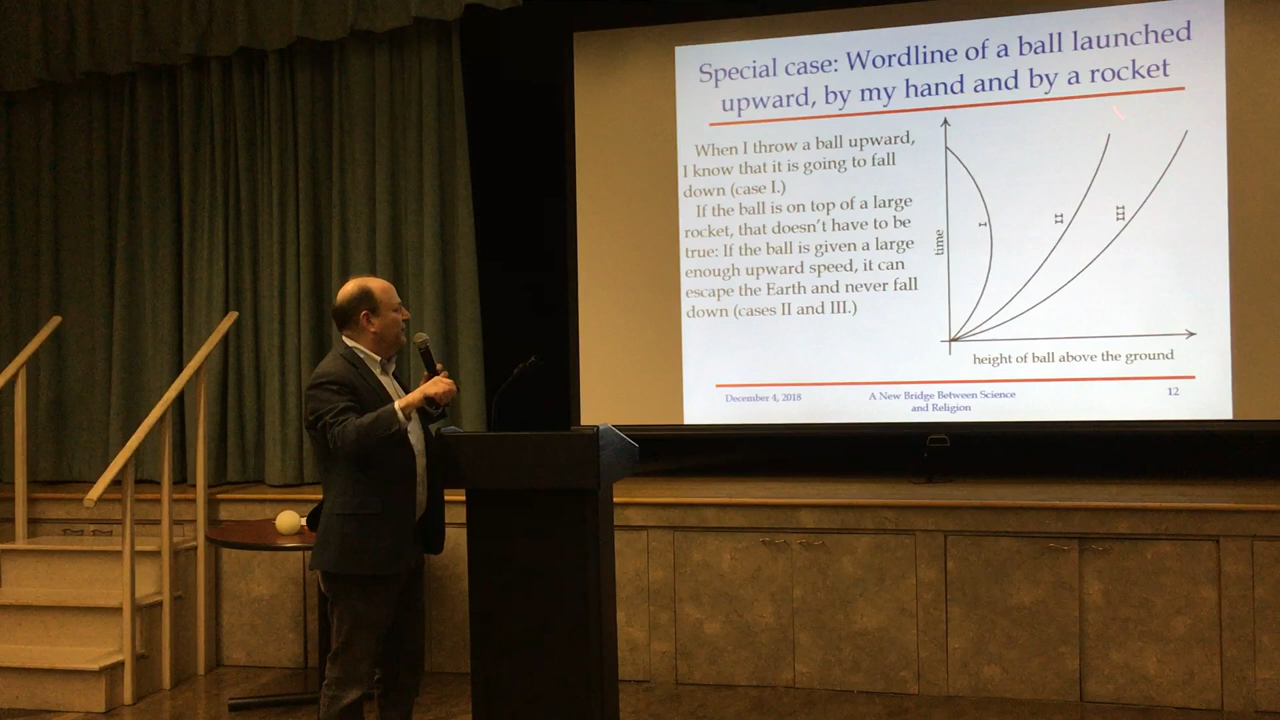 Special case: Wordline of a ball launched
upward, by my hand and by a rocket
When I throw a ball upward,
I know that it is going to fall
down (case I.)
If the ball is on top of a large
rocket, that doesn't have to be
true: If the ball is given a large
enough upward speed, it can
escape the Earth and never fall
down (cases II and III.)
time
I
II
III
height of ball above the ground
December 4, 2018
A New Bridge Between Science
and Religion
12